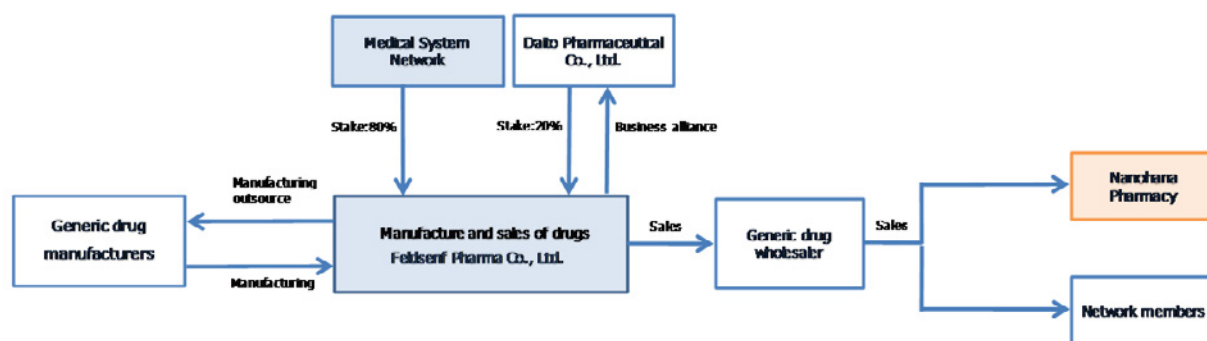 Medical System
Network
Daito Pharmaceutical
Co., Ltd.
Stake:80%
Stake:20%
Business alliance
Manufacturing
outsource
Generic drug
manufacturers
Manufacturing
Manufacture and sales of drugs
Feldsenf Pharma Co., Ltd.
Sales
Generic drug
wholesaler
Sales
Nanohana
Pharmacy
Network members